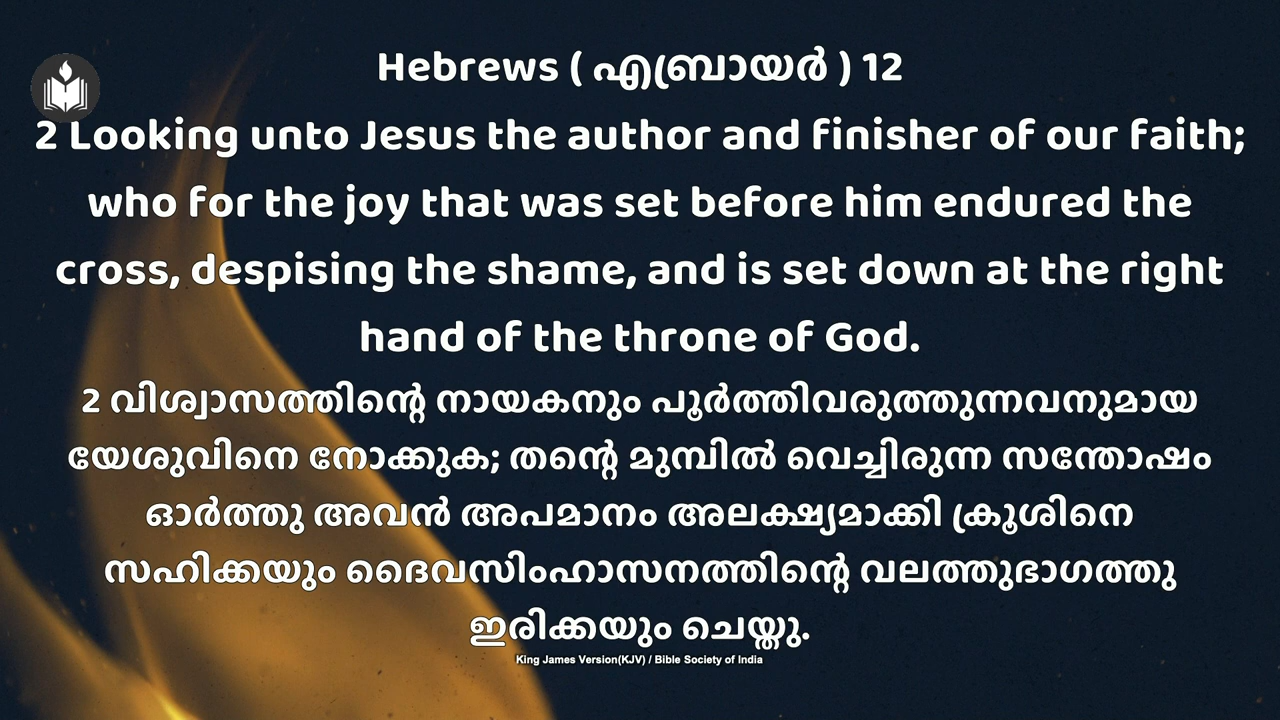 Hebrews ( എബ്രായർ ) 12
2 Looking unto Jesus the author and finisher of our faith;
who for the joy that was set before him endured the
cross, despising the shame, and is set down at the right
hand of the throne of God.
2 വിശ്വാസത്തിന്റെ നായകനും പൂർത്തിവരുത്തുന്നവനുമായ
യേശുവിനെ നോക്കുക; തന്റെ മുമ്പിൽ വെച്ചിരുന്ന സന്തോഷം
ഓർത്തു അവൻ അപമാനം അലക്ഷ്യമാക്കി ക്രൂശിനെ
സഹിക്കയും ദൈവസിംഹാസനത്തിന്റെ വലത്തുഭാഗത്തു
ഇരിക്കയും ചെയ്തു.
King James Version(KJV) / Bible Society of India